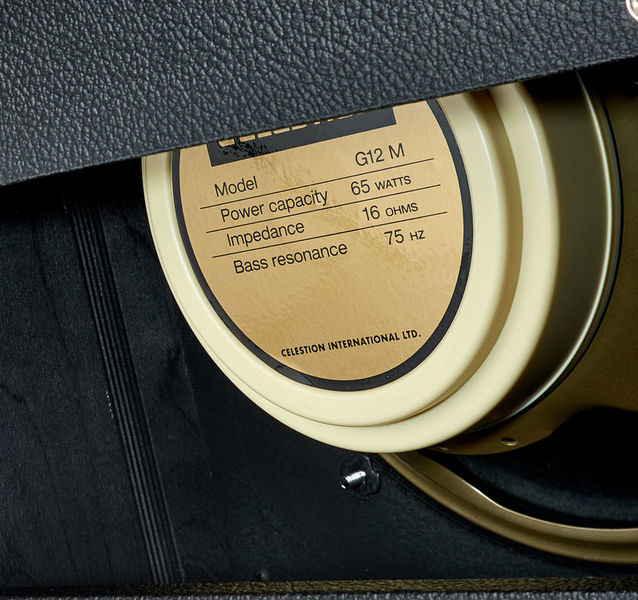 Model G12 M
Power capacity 65 WATTS
Impedance 16 OHMS
Bass resonance 75 HZ
CELESTION INTERNATIONAL LTD.